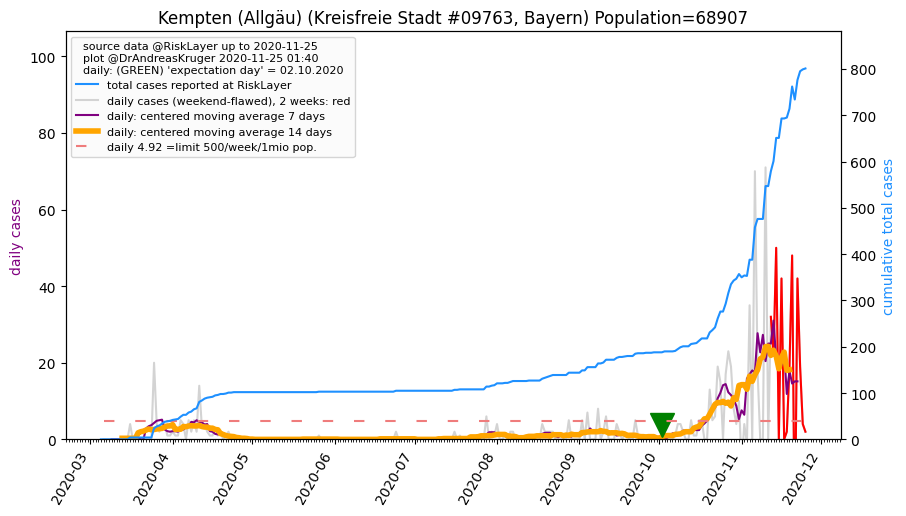 Kempten (Allgäu) (Kreisfreie Stadt #09763, Bayern) Population=68907
source data @RiskLayer up to 2020-11-25
plot @DrAndreasKruger 2020-11-25 01:40
daily: (GREEN) 'expectation day' = 02.10.2020
total cases reported at RiskLayer
daily cases (weekend-flawed), 2 weeks: red
daily: centered moving average 7 days
daily: centered moving average 14 days
daily 4.92 =limit 500/week/1mio pop.
daily cases
100
80
60
40
20
0
cumulative total cases
800
700
600
500
400
300
200
100
0
2020-03
2020-04
2020-05
2020-06
2020-07
2020-08
2020-09
2020-10
2020-11
2020-12